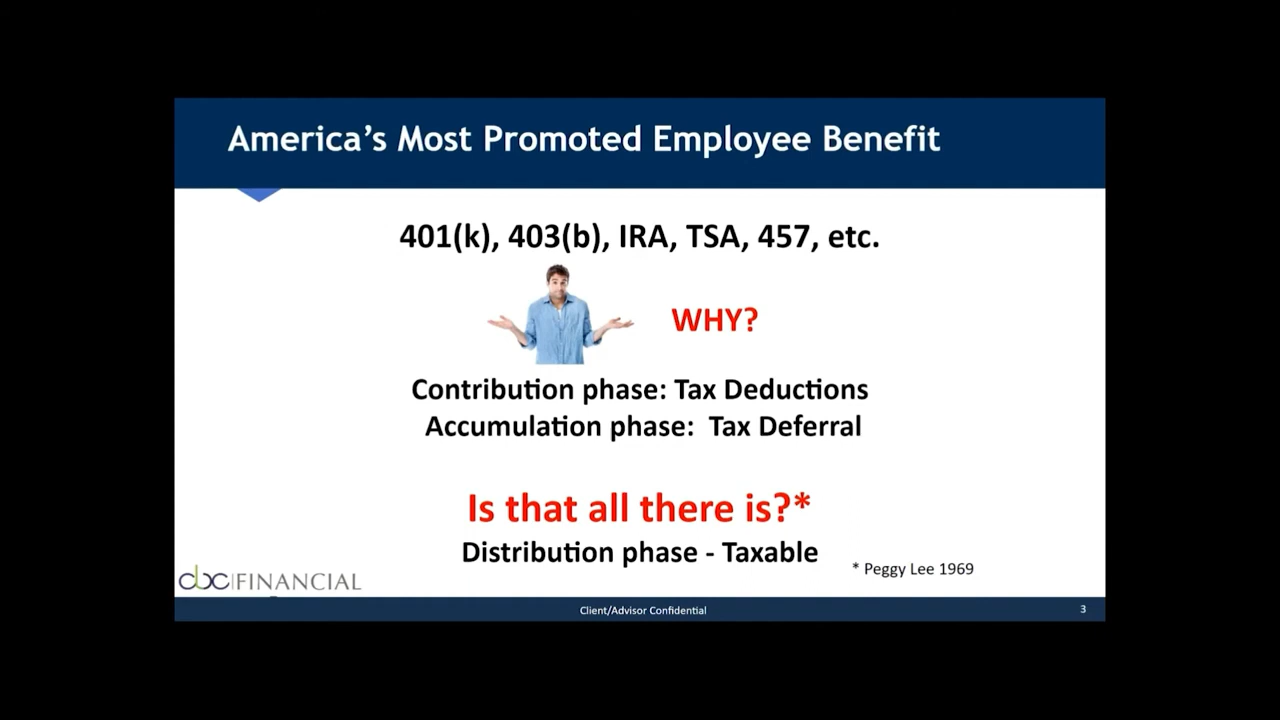 America's Most Promoted Employee Benefit
401(k), 403(b), IRA, TSA, 457, etc.
WHY?
Contribution phase: Tax Deductions
Accumulation phase: Tax Deferral
Is that all there is?*
Distribution phase - Taxable
* Peggy Lee 1969
cbc|FINANCIAL
Client/Advisor Confidential
3